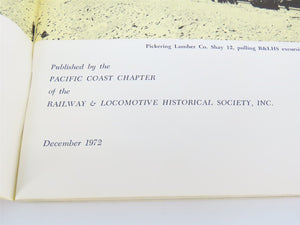 Pickering Lumber Co. Shay 12, pulling R&LHS excursion
Published by the
PACIFIC COAST CHAPTER
of the
RAILWAY & LOCOMOTIVE HISTORICAL SOCIETY, INC.
December 1972